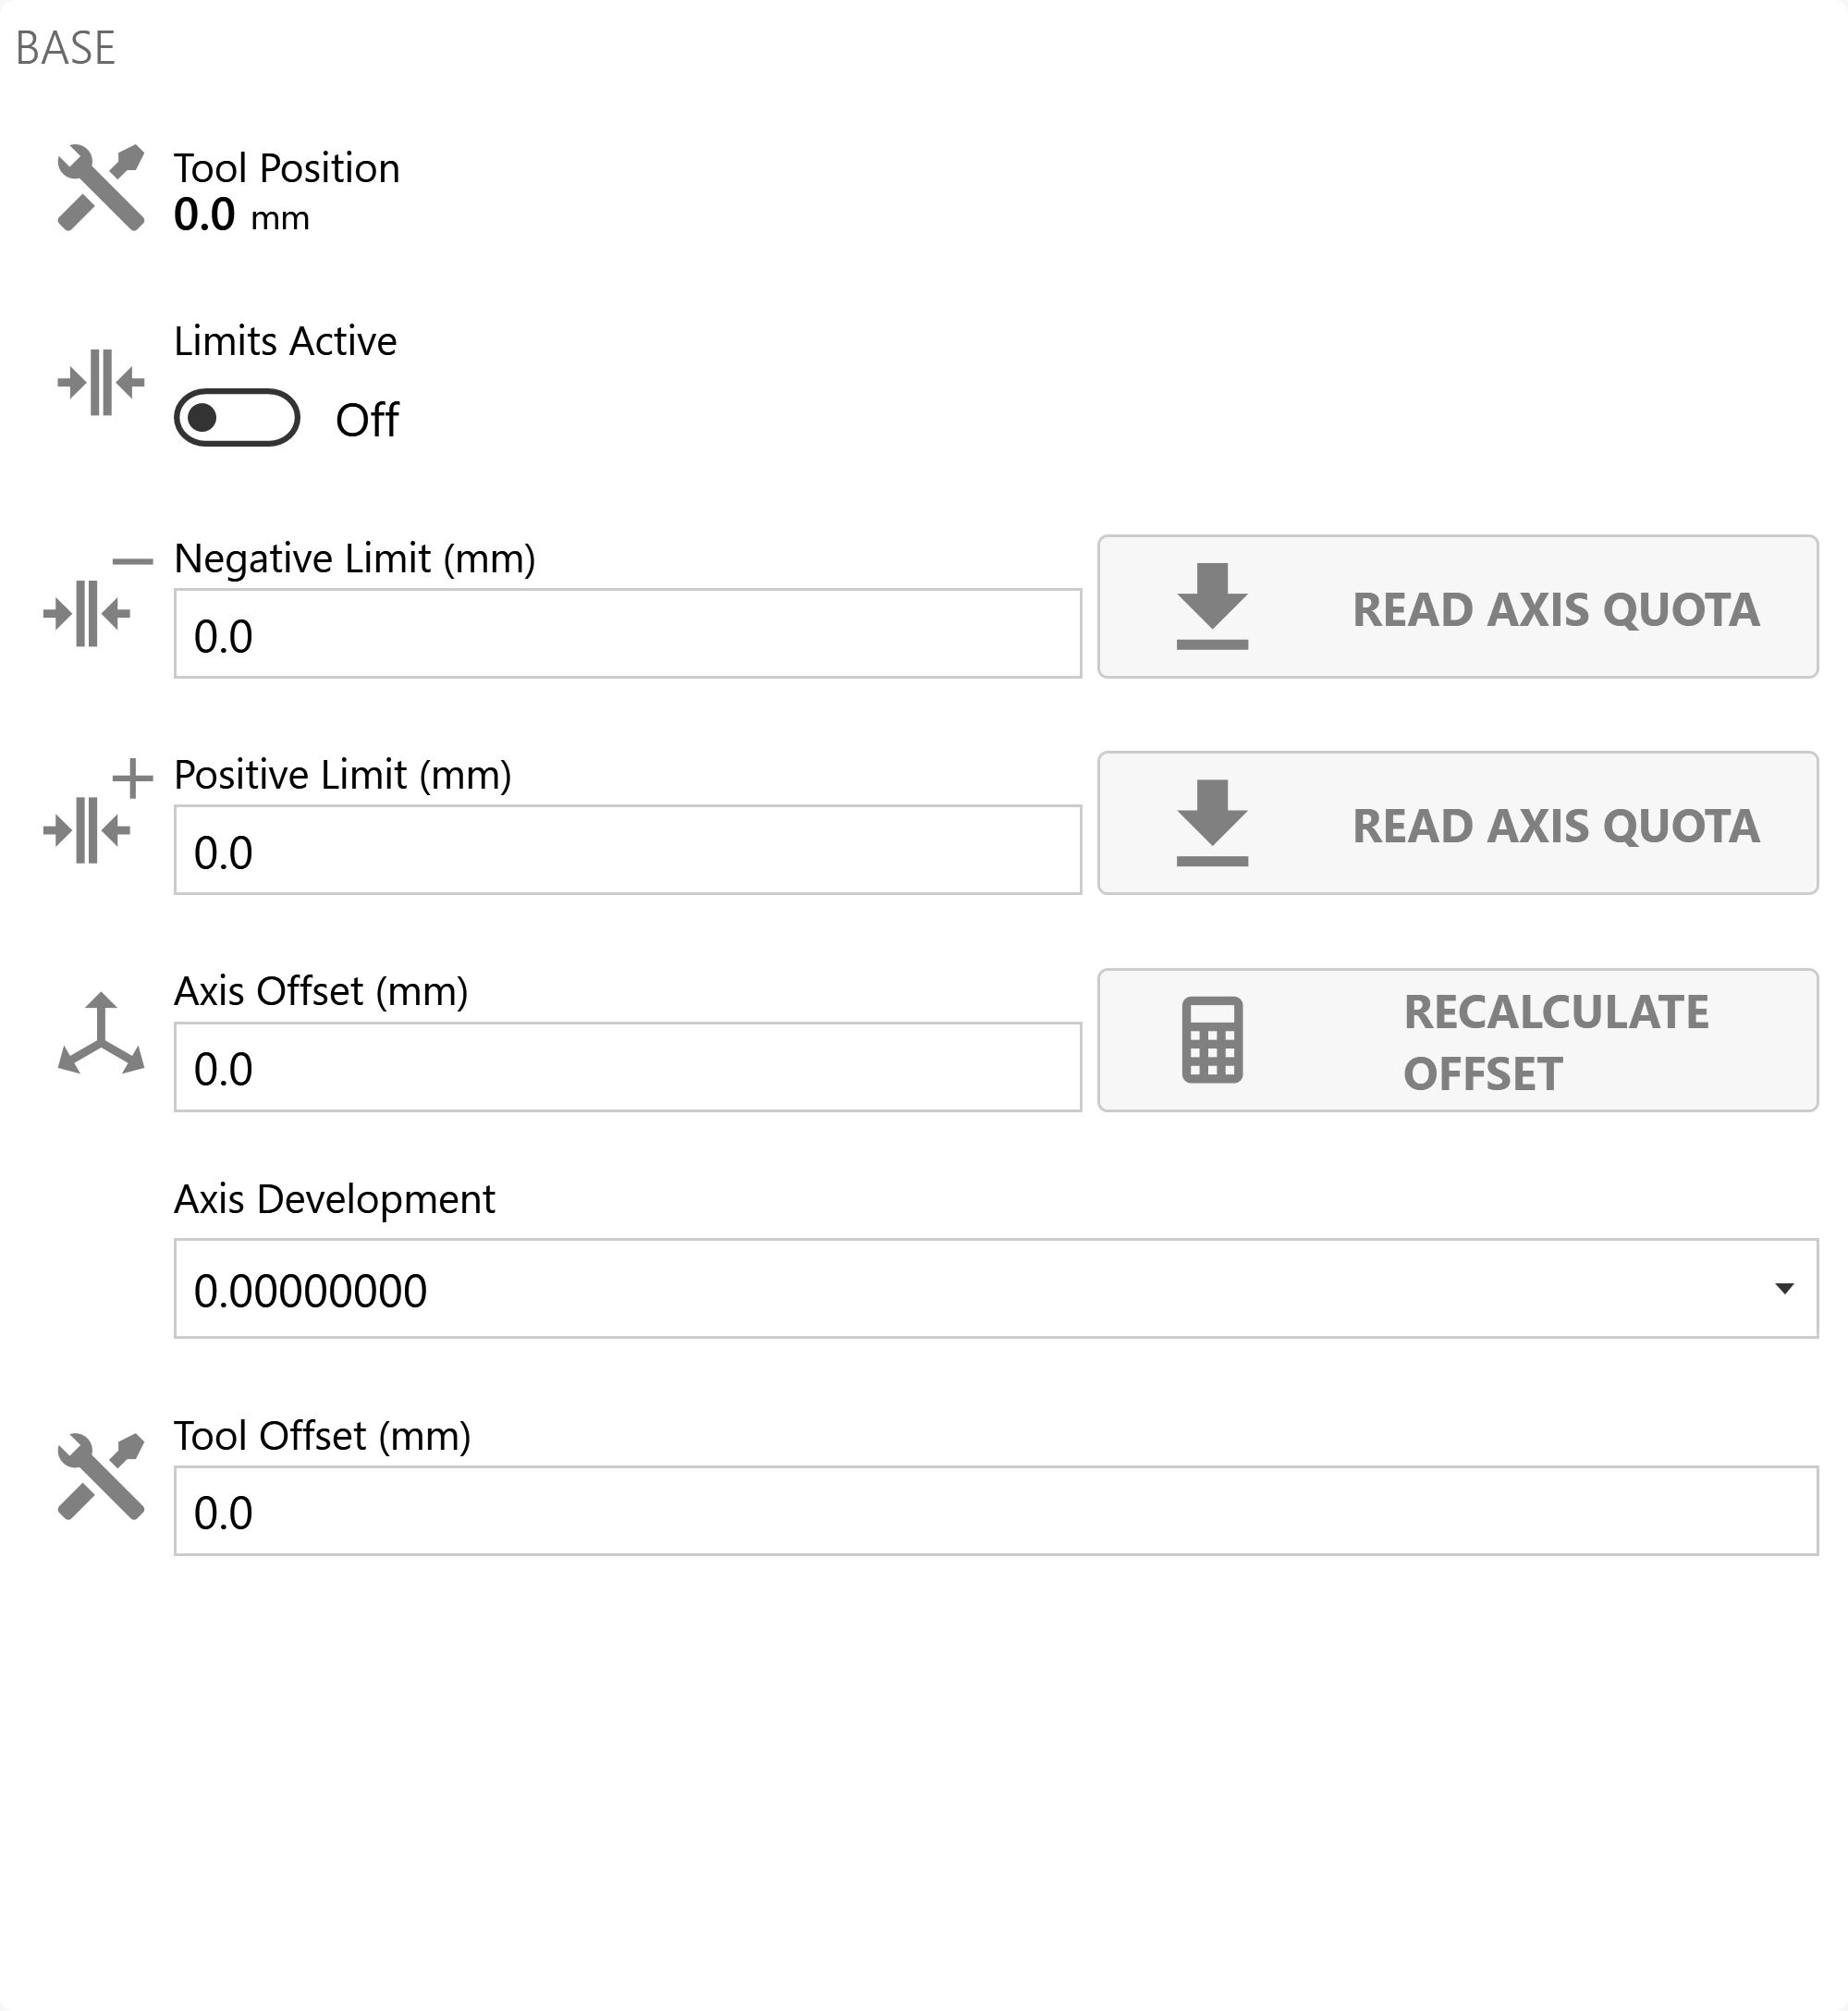 BASE
Tool Position
0.0 mm
Limits Active
Off
Negative Limit (mm)
0.0
READ AXIS QUOTA
Positive Limit (mm)
0.0
READ AXIS QUOTA
Axis Offset (mm)
0.0
RECALCULATE
OFFSET
Axis Development
0.00000000
Tool Offset (mm)
0.0